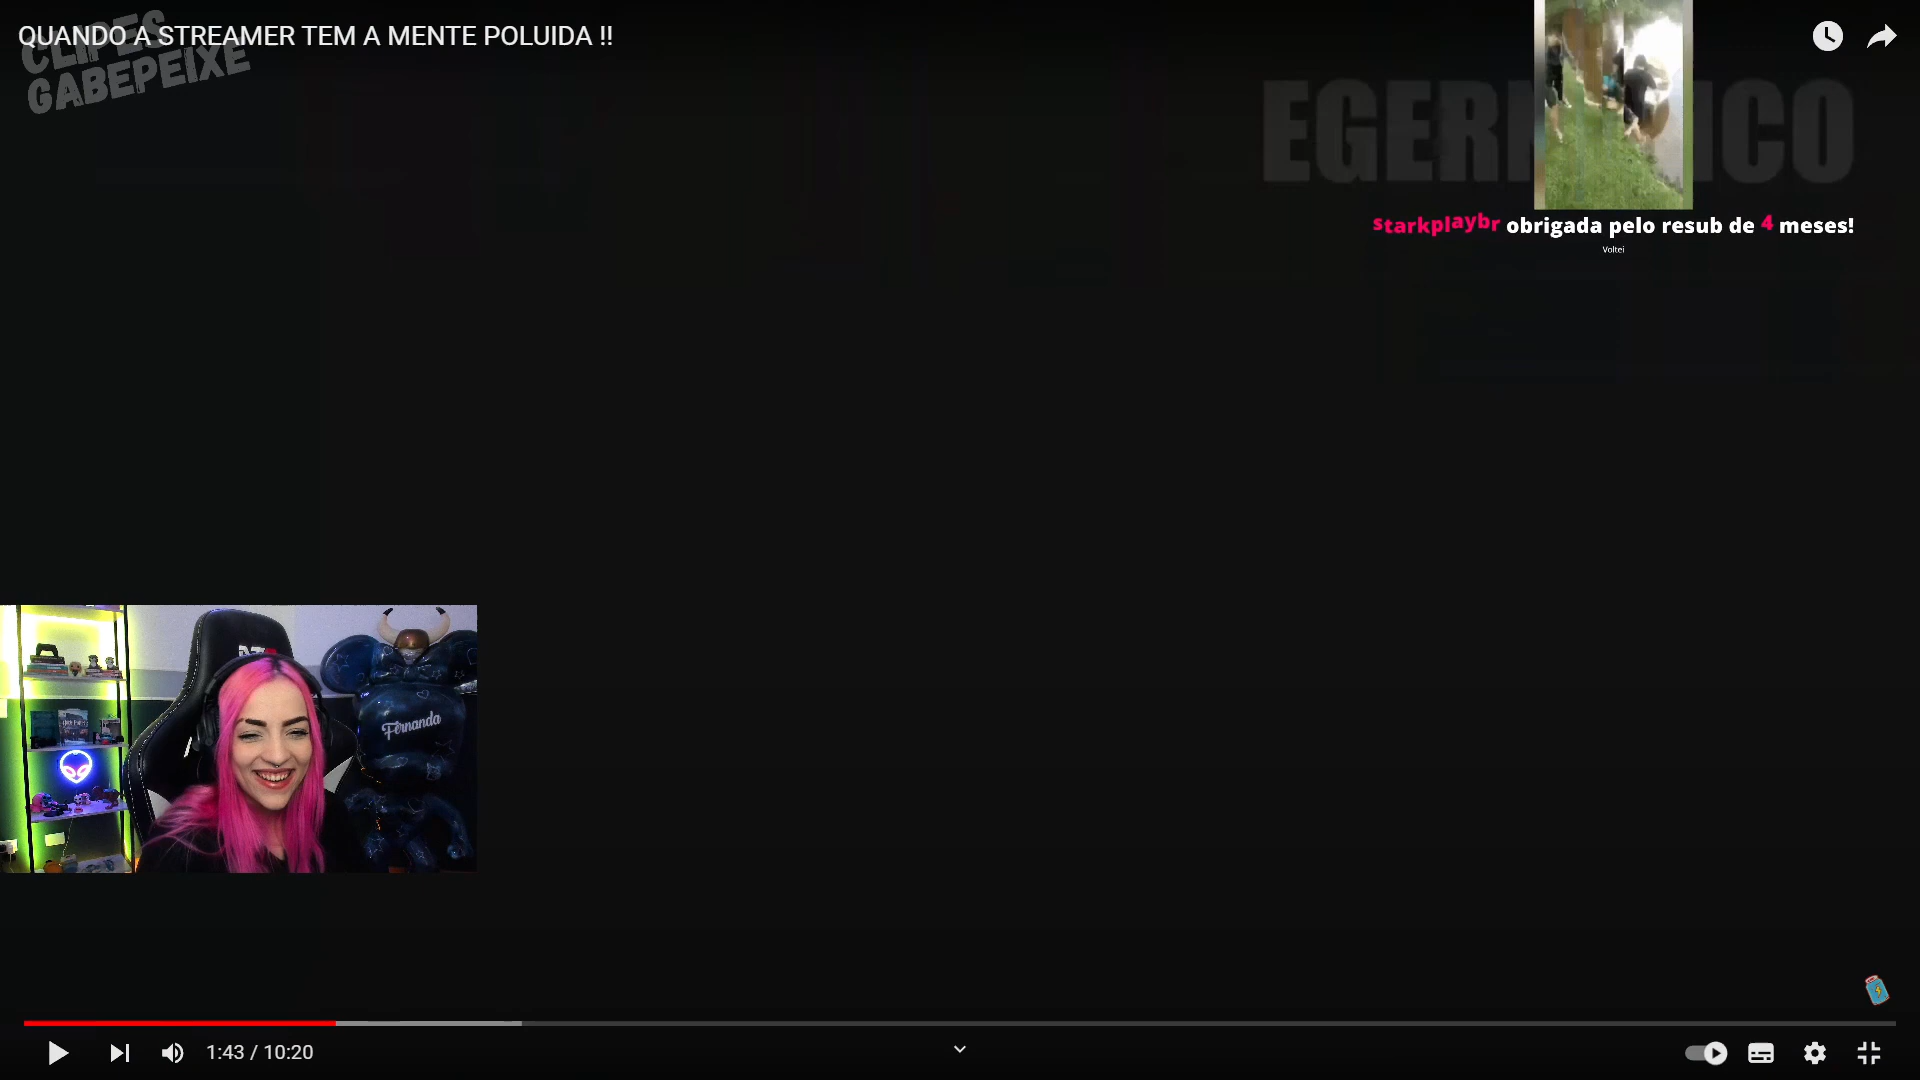 QUANDO A STREAMER TEM A MENTE POLUIDA !!
CLIPES
GABEPEIXE
starkplaybr obrigada pelo resub de 4 meses!
Voltei
Fernanda
1:43 / 10:20